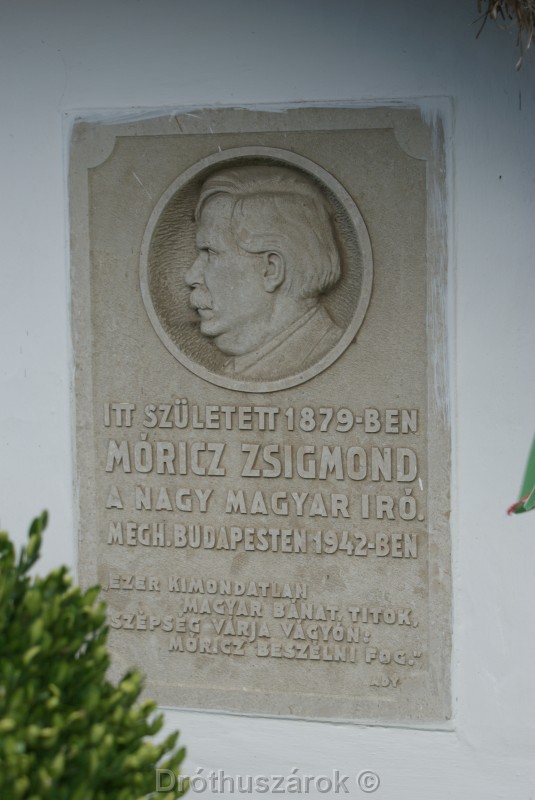 ITT SZÜLETETT 1879-BEN
MÓRICZ ZSIGMOND
A NAGY MAGYAR IRÓ.
MEGH. BUDAPESTEN 1942-BEN
„EZER KIMONDATLAN
MAGYAR BÁNAT, TITOK,
SZÉPSÉG VÁRJA VÁGYÓN:
MÓRICZ BESZÉLNI FOG.”
ADY
Dróthuszárok ©